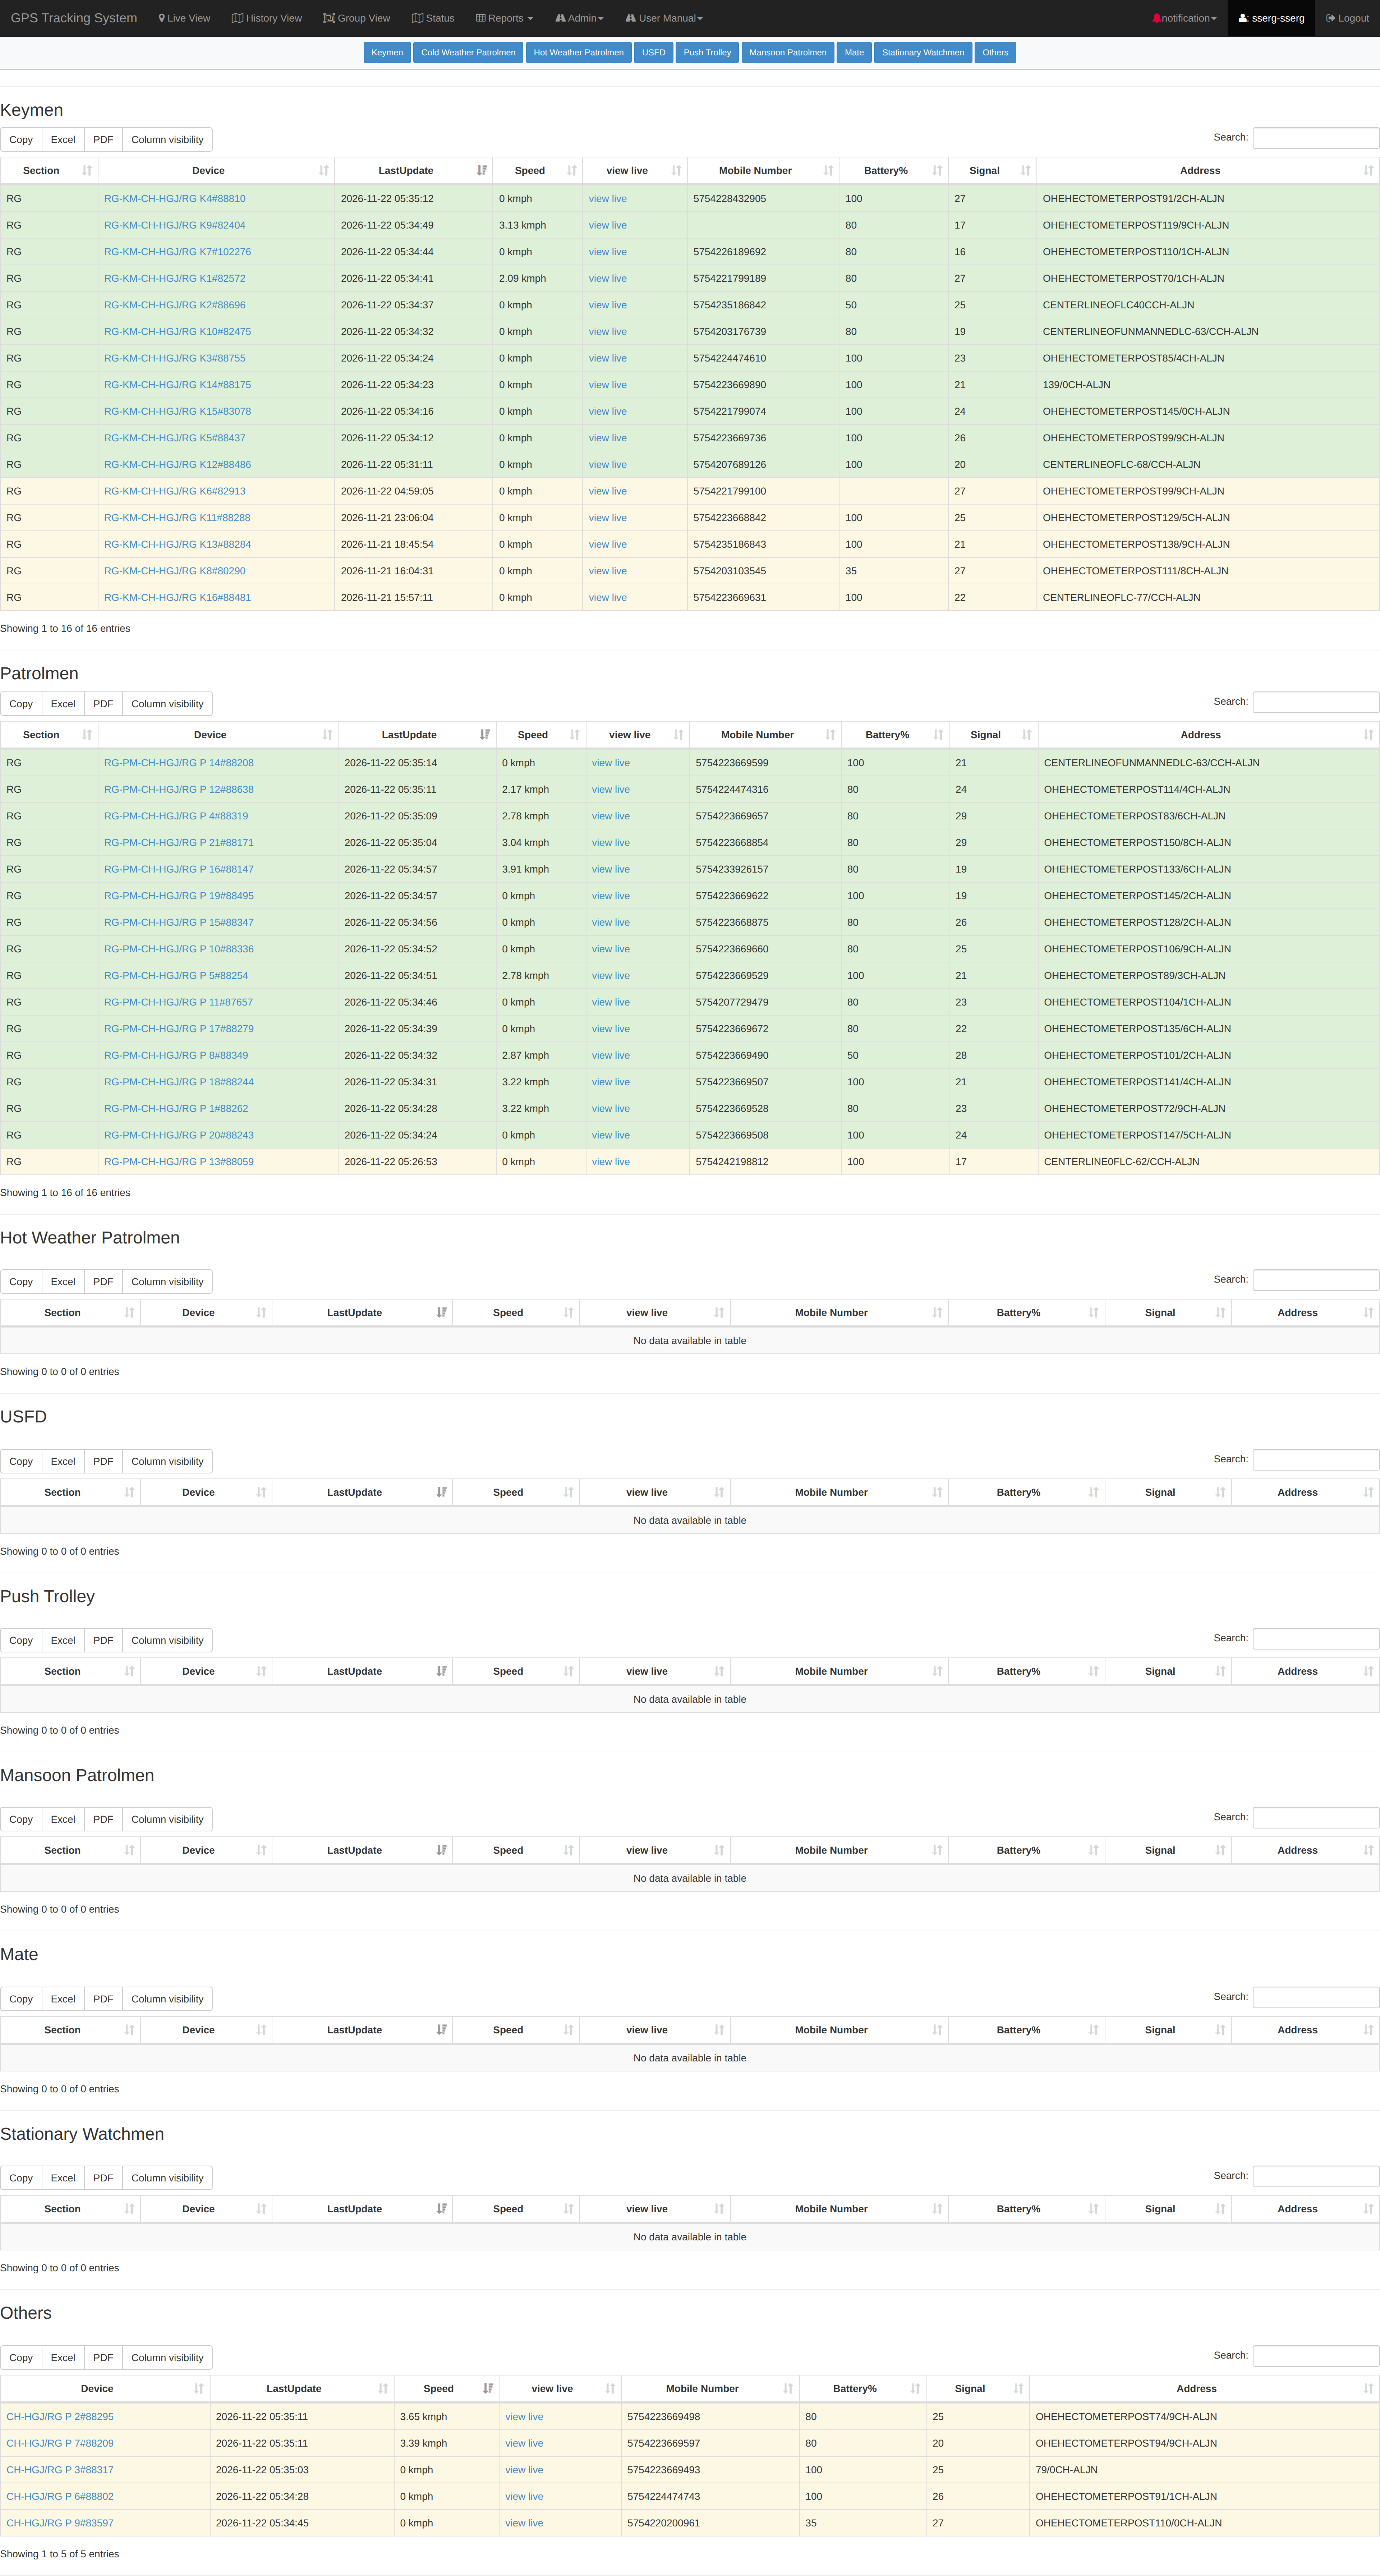 GPS Tracking System Live View History View Group View Status Reports Admin User Manual notification : sserg-sserg Logout
Keymen Cold Weather Patrolmen Hot Weather Patrolmen USFD Push Trolley Mansoon Patrolmen Mate Stationary Watchmen Others
Keymen
Copy Excel PDF Column visibility Search:
Section Device LastUpdate Speed view live Mobile Number Battery% Signal Address
RG RG-KM-CH-HGJ/RG K4#88810 2026-11-22 05:35:12 0 kmph view live 5754228432905 100 27 OHEHECTOMETERPOST91/2CH-ALJN
RG RG-KM-CH-HGJ/RG K9#82404 2026-11-22 05:34:49 3.13 kmph view live 80 17 OHEHECTOMETERPOST119/9CH-ALJN
RG RG-KM-CH-HGJ/RG K7#102276 2026-11-22 05:34:44 0 kmph view live 5754226189692 80 16 OHEHECTOMETERPOST110/1CH-ALJN
RG RG-KM-CH-HGJ/RG K1#82572 2026-11-22 05:34:41 2.09 kmph view live 5754221799189 80 27 OHEHECTOMETERPOST70/1CH-ALJN
RG RG-KM-CH-HGJ/RG K2#88696 2026-11-22 05:34:37 0 kmph view live 5754235186842 50 25 CENTERLINEOFLC40CCH-ALJN
RG RG-KM-CH-HGJ/RG K10#82475 2026-11-22 05:34:32 0 kmph view live 5754203176739 80 19 CENTERLINEOFUNMANNEDLC-63/CCH-ALJN
RG RG-KM-CH-HGJ/RG K3#88755 2026-11-22 05:34:24 0 kmph view live 5754224474610 100 23 OHEHECTOMETERPOST85/4CH-ALJN
RG RG-KM-CH-HGJ/RG K14#88175 2026-11-22 05:34:23 0 kmph view live 5754223669890 100 21 139/0CH-ALJN
RG RG-KM-CH-HGJ/RG K15#83078 2026-11-22 05:34:16 0 kmph view live 5754221799074 100 24 OHEHECTOMETERPOST145/0CH-ALJN
RG RG-KM-CH-HGJ/RG K5#88437 2026-11-22 05:34:12 0 kmph view live 5754223669736 100 26 OHEHECTOMETERPOST99/9CH-ALJN
RG RG-KM-CH-HGJ/RG K12#88486 2026-11-22 05:31:11 0 kmph view live 5754207689126 100 20 CENTERLINEOFLC-68/CCH-ALJN
RG RG-KM-CH-HGJ/RG K6#82913 2026-11-22 04:59:05 0 kmph view live 5754221799100 27 OHEHECTOMETERPOST99/9CH-ALJN
RG RG-KM-CH-HGJ/RG K11#88288 2026-11-21 23:06:04 0 kmph view live 5754223668842 100 25 OHEHECTOMETERPOST129/5CH-ALJN
RG RG-KM-CH-HGJ/RG K13#88284 2026-11-21 18:45:54 0 kmph view live 5754235186843 100 21 OHEHECTOMETERPOST138/9CH-ALJN
RG RG-KM-CH-HGJ/RG K8#80290 2026-11-21 16:04:31 0 kmph view live 5754203103545 35 27 OHEHECTOMETERPOST111/8CH-ALJN
RG RG-KM-CH-HGJ/RG K16#88481 2026-11-21 15:57:11 0 kmph view live 5754223669631 100 22 CENTERLINEOFLC-77/CCH-ALJN
Showing 1 to 16 of 16 entries
Patrolmen
Copy Excel PDF Column visibility Search:
Section Device LastUpdate Speed view live Mobile Number Battery% Signal Address
RG RG-PM-CH-HGJ/RG P 14#88208 2026-11-22 05:35:14 0 kmph view live 5754223669599 100 21 CENTERLINEOFUNMANNEDLC-63/CCH-ALJN
RG RG-PM-CH-HGJ/RG P 12#88638 2026-11-22 05:35:11 2.17 kmph view live 5754224474316 80 24 OHEHECTOMETERPOST114/4CH-ALJN
RG RG-PM-CH-HGJ/RG P 4#88319 2026-11-22 05:35:09 2.78 kmph view live 5754223669657 80 29 OHEHECTOMETERPOST83/6CH-ALJN
RG RG-PM-CH-HGJ/RG P 21#88171 2026-11-22 05:35:04 3.04 kmph view live 5754223668854 80 29 OHEHECTOMETERPOST150/8CH-ALJN
RG RG-PM-CH-HGJ/RG P 16#88147 2026-11-22 05:34:57 3.91 kmph view live 5754233926157 80 19 OHEHECTOMETERPOST133/6CH-ALJN
RG RG-PM-CH-HGJ/RG P 19#88495 2026-11-22 05:34:57 0 kmph view live 5754223669622 100 19 OHEHECTOMETERPOST145/2CH-ALJN
RG RG-PM-CH-HGJ/RG P 15#88347 2026-11-22 05:34:56 0 kmph view live 5754223668875 80 26 OHEHECTOMETERPOST128/2CH-ALJN
RG RG-PM-CH-HGJ/RG P 10#88336 2026-11-22 05:34:52 0 kmph view live 5754223669660 80 25 OHEHECTOMETERPOST106/9CH-ALJN
RG RG-PM-CH-HGJ/RG P 5#88254 2026-11-22 05:34:51 2.78 kmph view live 5754223669529 100 21 OHEHECTOMETERPOST89/3CH-ALJN
RG RG-PM-CH-HGJ/RG P 11#87657 2026-11-22 05:34:46 0 kmph view live 5754207729479 80 23 OHEHECTOMETERPOST104/1CH-ALJN
RG RG-PM-CH-HGJ/RG P 17#88279 2026-11-22 05:34:39 0 kmph view live 5754223669672 80 22 OHEHECTOMETERPOST135/6CH-ALJN
RG RG-PM-CH-HGJ/RG P 8#88349 2026-11-22 05:34:32 2.87 kmph view live 5754223669490 50 28 OHEHECTOMETERPOST101/2CH-ALJN
RG RG-PM-CH-HGJ/RG P 18#88244 2026-11-22 05:34:31 3.22 kmph view live 5754223669507 100 21 OHEHECTOMETERPOST141/4CH-ALJN
RG RG-PM-CH-HGJ/RG P 1#88262 2026-11-22 05:34:28 3.22 kmph view live 5754223669528 80 23 OHEHECTOMETERPOST72/9CH-ALJN
RG RG-PM-CH-HGJ/RG P 20#88243 2026-11-22 05:34:24 0 kmph view live 5754223669508 100 24 OHEHECTOMETERPOST147/5CH-ALJN
RG RG-PM-CH-HGJ/RG P 13#88059 2026-11-22 05:26:53 0 kmph view live 5754242198812 100 17 CENTERLINE0FLC-62/CCH-ALJN
Showing 1 to 16 of 16 entries
Hot Weather Patrolmen
Copy Excel PDF Column visibility Search:
Section Device LastUpdate Speed view live Mobile Number Battery% Signal Address
No data available in table
Showing 0 to 0 of 0 entries
USFD
Copy Excel PDF Column visibility Search:
Section Device LastUpdate Speed view live Mobile Number Battery% Signal Address
No data available in table
Showing 0 to 0 of 0 entries
Push Trolley
Copy Excel PDF Column visibility Search:
Section Device LastUpdate Speed view live Mobile Number Battery% Signal Address
No data available in table
Showing 0 to 0 of 0 entries
Mansoon Patrolmen
Copy Excel PDF Column visibility Search:
Section Device LastUpdate Speed view live Mobile Number Battery% Signal Address
No data available in table
Showing 0 to 0 of 0 entries
Mate
Copy Excel PDF Column visibility Search:
Section Device LastUpdate Speed view live Mobile Number Battery% Signal Address
No data available in table
Showing 0 to 0 of 0 entries
Stationary Watchmen
Copy Excel PDF Column visibility Search:
Section Device LastUpdate Speed view live Mobile Number Battery% Signal Address
No data available in table
Showing 0 to 0 of 0 entries
Others
Copy Excel PDF Column visibility Search:
Device LastUpdate Speed view live Mobile Number Battery% Signal Address
CH-HGJ/RG P 2#88295 2026-11-22 05:35:11 3.65 kmph view live 5754223669498 80 25 OHEHECTOMETERPOST74/9CH-ALJN
CH-HGJ/RG P 7#88209 2026-11-22 05:35:11 3.39 kmph view live 5754223669597 80 20 OHEHECTOMETERPOST94/9CH-ALJN
CH-HGJ/RG P 3#88317 2026-11-22 05:35:03 0 kmph view live 5754223669493 100 25 79/0CH-ALJN
CH-HGJ/RG P 6#88802 2026-11-22 05:34:28 0 kmph view live 5754224474743 100 26 OHEHECTOMETERPOST91/1CH-ALJN
CH-HGJ/RG P 9#83597 2026-11-22 05:34:45 0 kmph view live 5754220200961 35 27 OHEHECTOMETERPOST110/0CH-ALJN
Showing 1 to 5 of 5 entries